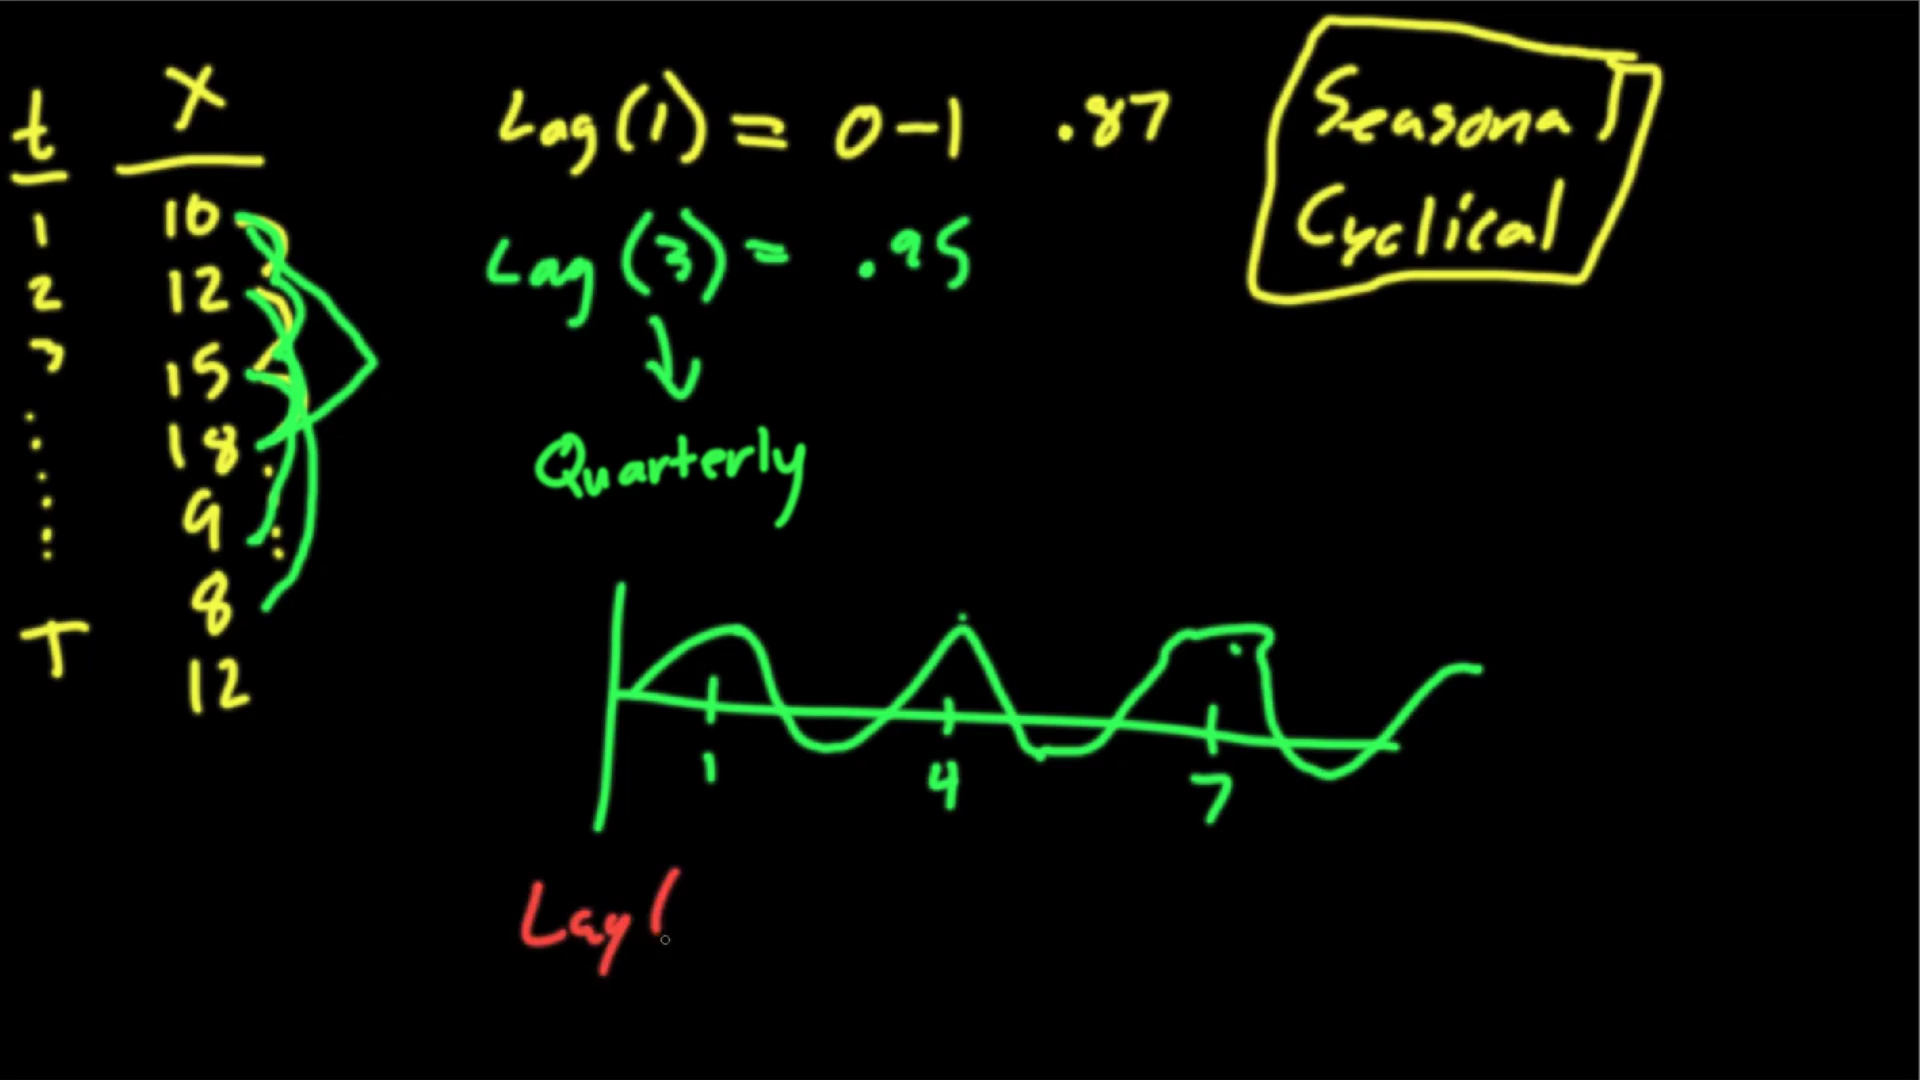 t X
1 10
2 12
3 15
18
9
8
T 12
Lag(1) = 0-1 .87
Lag(3) = .95
Quarterly
Seasonal
Cyclical
1 4 7
Lag(